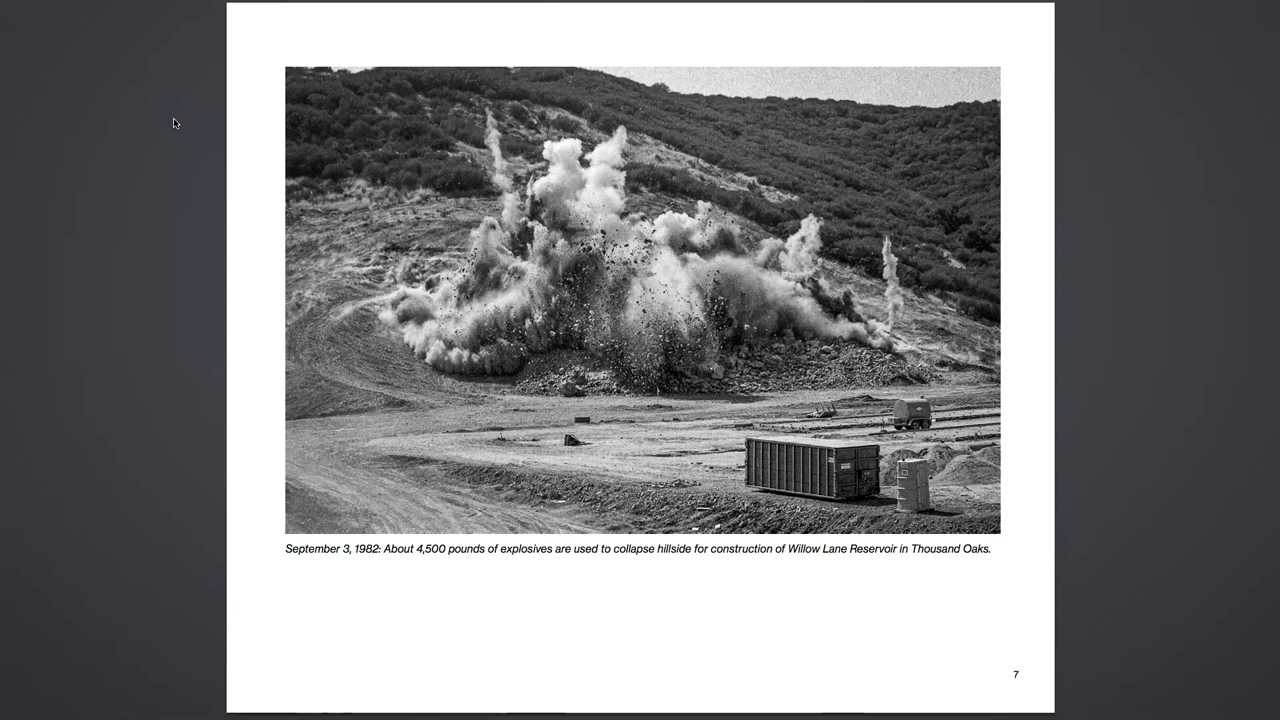 September 3, 1982: About 4,500 pounds of explosives are used to collapse hillside for construction of Willow Lane Reservoir in Thousand Oaks.
7